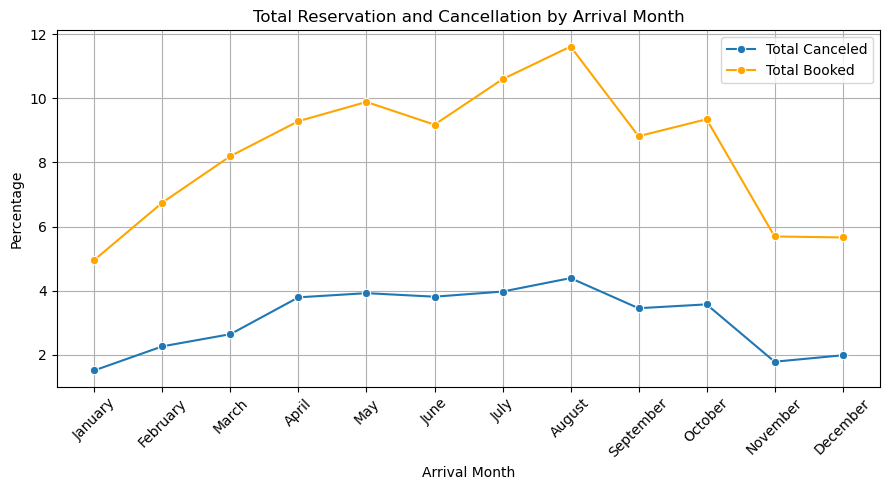 Total Reservation and Cancellation by Arrival Month
Total Canceled
Total Booked
12
10
8
6
4
2
Percentage
January
February
March
April
May
June
July
August
September
October
November
December
Arrival Month